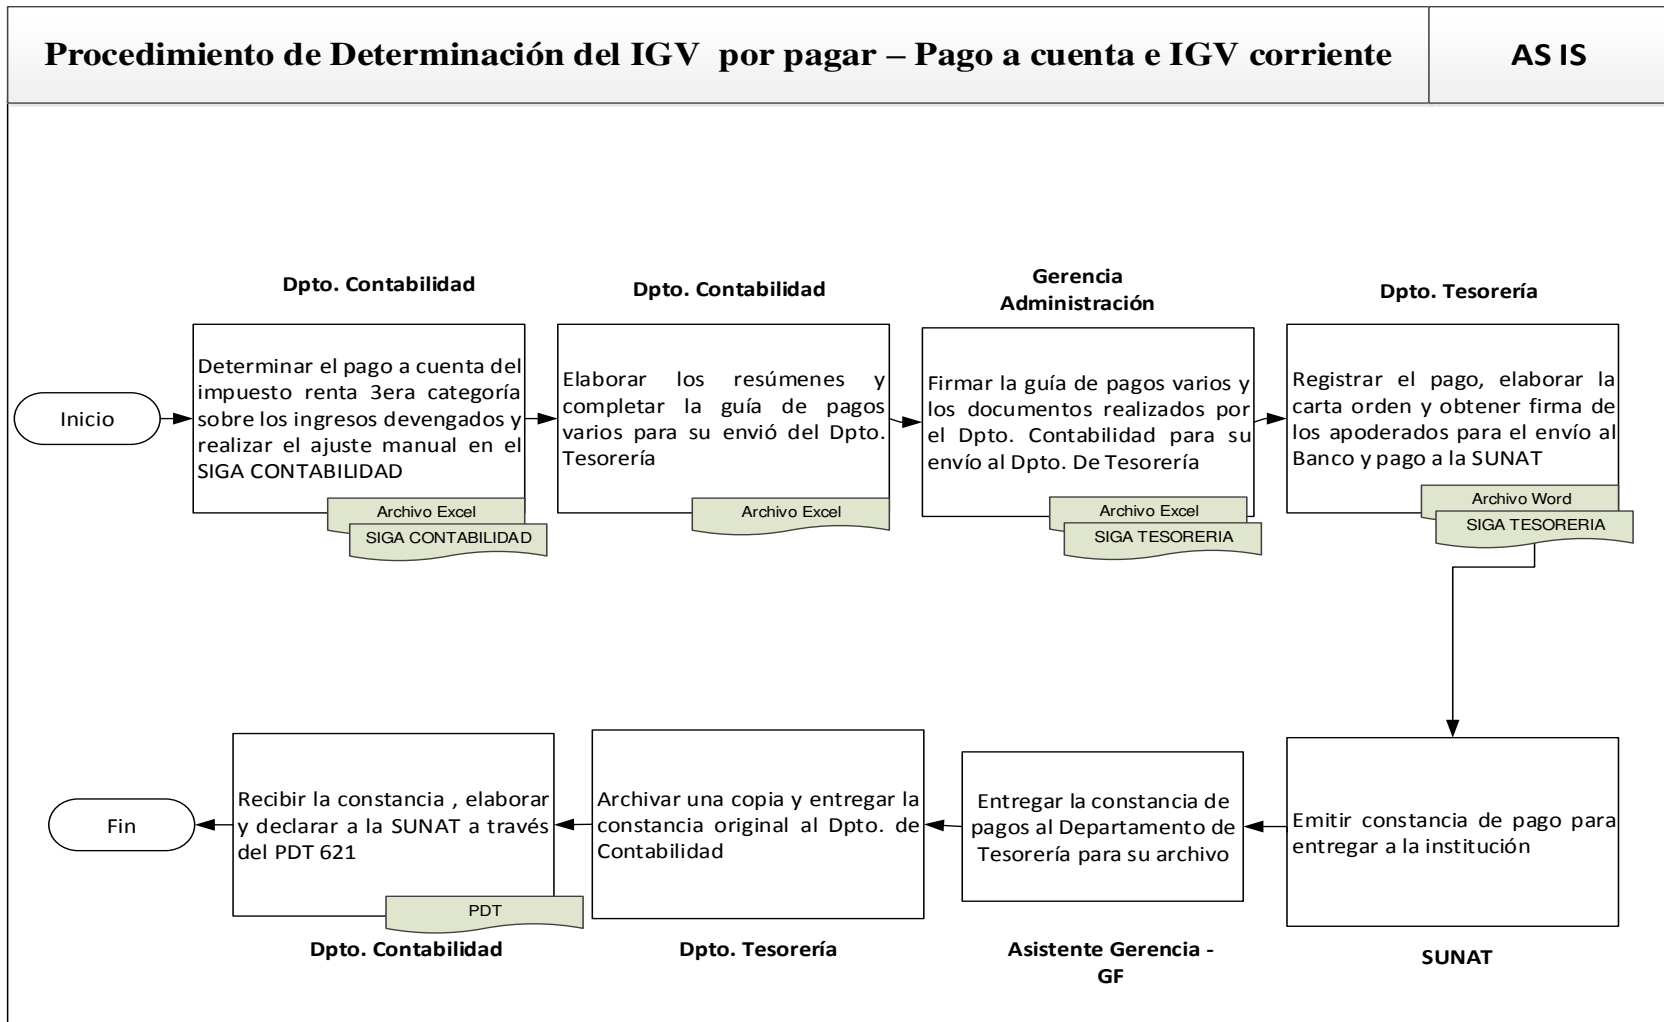 Procedimiento de Determinación del IGV por pagar – Pago a cuenta e IGV corriente
AS IS
Inicio
Dpto. Contabilidad
Determinar el pago a cuenta del
impuesto renta 3era categoría
sobre los ingresos devengados y
realizar el ajuste manual en el
SIGA CONTABILIDAD
Archivo Excel
SIGA CONTABILIDAD
Dpto. Contabilidad
Elaborar los resúmenes y
completar la guía de pagos
varios para su envió del Dpto.
Tesorería
Archivo Excel
Gerencia
Administración
Firmar la guía de pagos varios y
los documentos realizados por
el Dpto. Contabilidad para su
envío al Dpto. De Tesorería
Archivo Excel
SIGA TESORERIA
Dpto. Tesorería
Registrar el pago, elaborar la
carta orden y obtener firma de
los apoderados para el envío al
Banco y pago a la SUNAT
Archivo Word
SIGA TESORERIA
Emitir constancia de pago para
entregar a la institución
SUNAT
Entregar la constancia de
pagos al Departamento de
Tesorería para su archivo
Asistente Gerencia -
GF
Archivar una copia y entregar la
constancia original al Dpto. de
Contabilidad
Dpto. Tesorería
Recibir la constancia , elaborar
y declarar a la SUNAT a través
del PDT 621
PDT
Dpto. Contabilidad
Fin